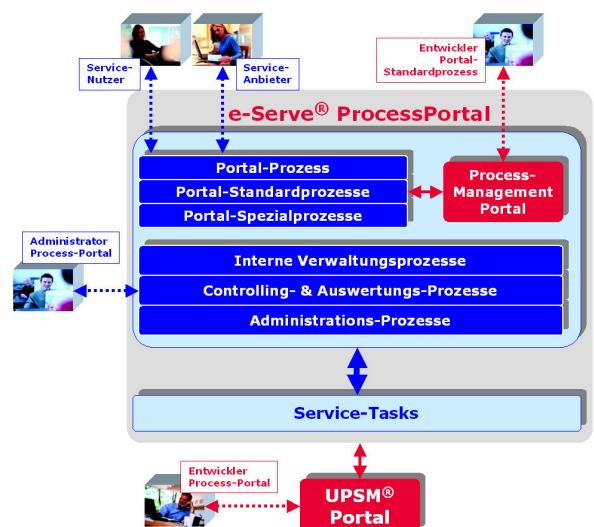 Service-
Nutzer
Service-
Anbieter
Entwickler
Portal-
Standardprozess
e-Serve® ProcessPortal
Portal-Prozess
Portal-Standardprozesse
Portal-Spezialprozesse
Process-
Management
Portal
Administrator
Process-Portal
Interne Verwaltungsprozesse
Controlling- & Auswertungs-Prozesse
Administrations-Prozesse
Service-Tasks
Entwickler
Process-Portal
UPSM®
Portal